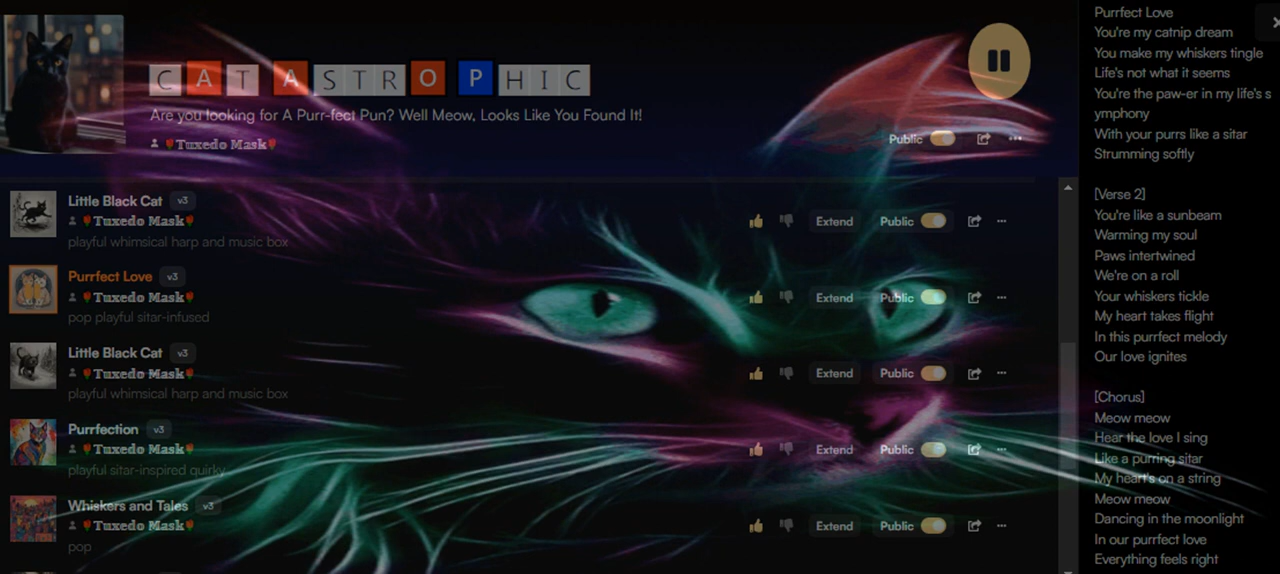 CATASTROPHIC
Are you looking for A Purr-fect Pun? Well Meow, Looks Like You Found It!
🌹Tuxedo Mask🌹
Public
Little Black Cat v3
🌹Tuxedo Mask🌹
playful whimsical harp and music box
Extend Public
Purrfect Love v3
🌹Tuxedo Mask🌹
pop playful sitar-infused
Extend Public
Little Black Cat v3
🌹Tuxedo Mask🌹
playful whimsical harp and music box
Extend Public
Purrfection v3
🌹Tuxedo Mask🌹
playful sitar-inspired quirky
Extend Public
Whiskers and Tales v3
🌹Tuxedo Mask🌹
pop
Extend Public
Purrfect Love
You're my catnip dream
You make my whiskers tingle
Life's not what it seems
You're the paw-er in my life's s
ymphony
With your purrs like a sitar
Strumming softly
[Verse 2]
You're like a sunbeam
Warming my soul
Paws intertwined
We're on a roll
Your whiskers tickle
My heart takes flight
In this purrfect melody
Our love ignites
[Chorus]
Meow meow
Hear the love I sing
Like a purring sitar
My heart's on a string
Meow meow
Dancing in the moonlight
In our purrfect love
Everything feels right